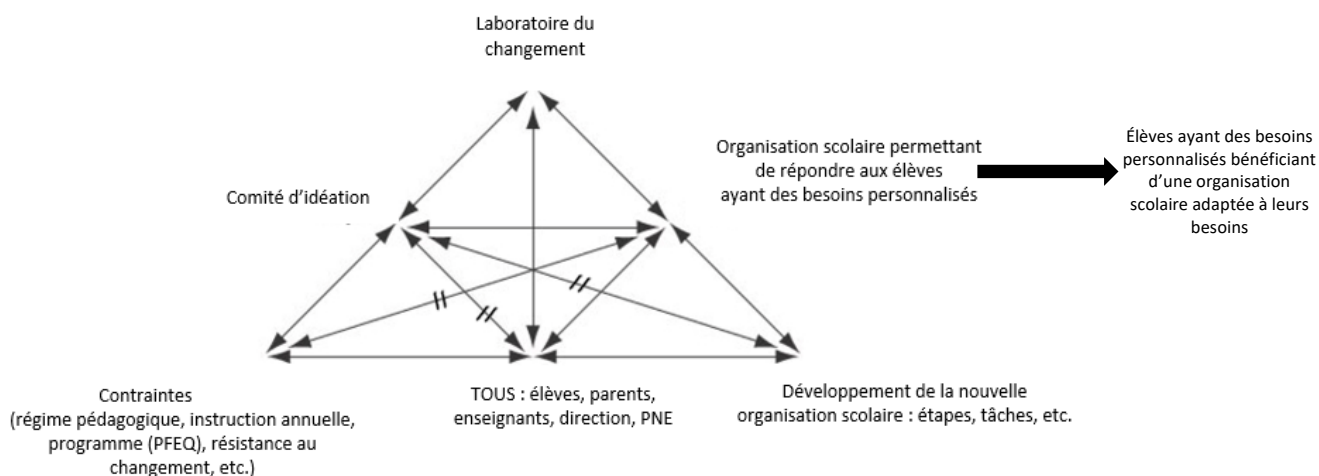 Laboratoire du
changement
Comité d’idéation
Organisation scolaire permettant
de répondre aux élèves
ayant des besoins personnalisés
Élèves ayant des besoins
personnalisés bénéficiant
d’une organisation
scolaire adaptée à leurs
besoins
Contraintes
(régime pédagogique, instruction annuelle,
programme (PFEQ), résistance au
changement, etc.)
TOUS : élèves, parents,
enseignants, direction, PNE
Développement de la nouvelle
organisation scolaire : étapes, tâches, etc.